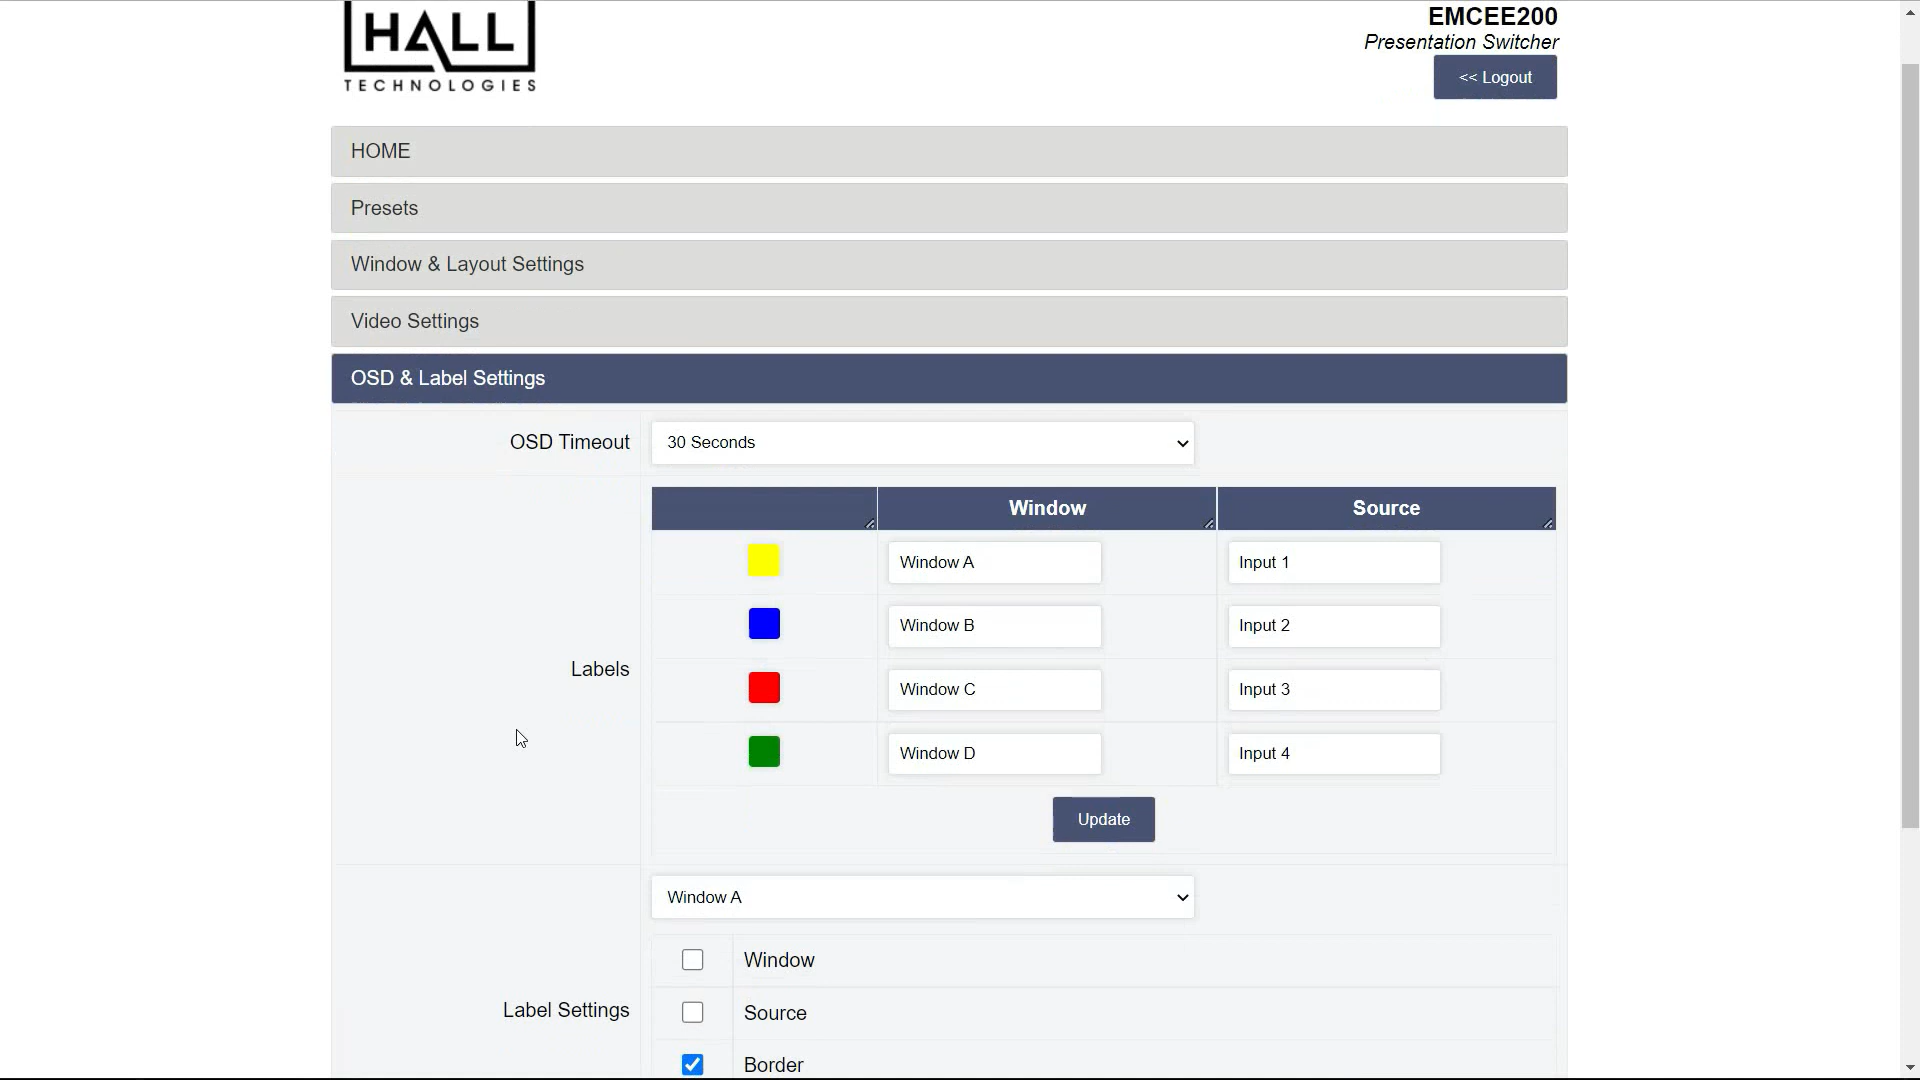 HALL
TECHNOLOGIES
EMCEE200
Presentation Switcher
<< Logout
HOME
Presets
Window & Layout Settings
Video Settings
OSD & Label Settings
OSD Timeout
30 Seconds
Window
Source
Window A
Input 1
Window B
Input 2
Labels
Window C
Input 3
Window D
Input 4
Update
Window A
Window
Label Settings
Source
Border